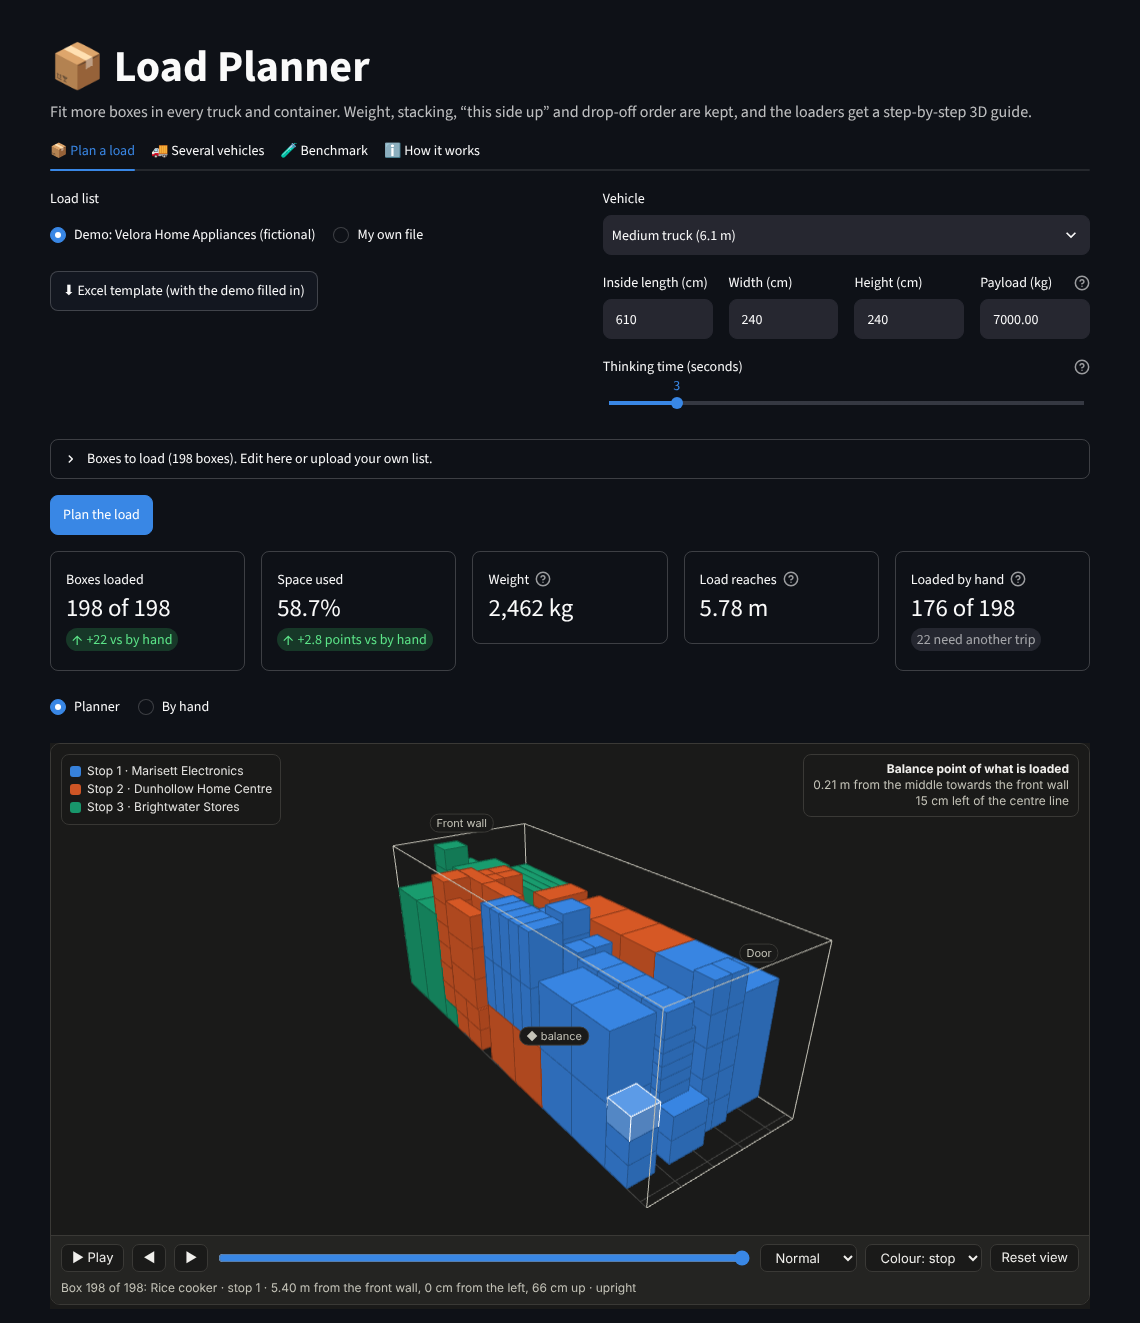 Load Planner
Fit more boxes in every truck and container. Weight, stacking, “this side up” and drop-off order are kept, and the loaders get a step-by-step 3D guide.
Plan a load
Several vehicles
Benchmark
How it works
Load list
Demo: Velora Home Appliances (fictional)
My own file
Excel template (with the demo filled in)
Vehicle
Medium truck (6.1 m)
Inside length (cm)
Width (cm)
Height (cm)
Payload (kg)
610
240
240
7000.00
Thinking time (seconds)
3
Boxes to load (198 boxes). Edit here or upload your own list.
Plan the load
Boxes loaded
198 of 198
↑ +22 vs by hand
Space used
58.7%
↑ +2.8 points vs by hand
Weight
2,462 kg
Load reaches
5.78 m
Loaded by hand
176 of 198
22 need another trip
Planner
By hand
Stop 1 · Marisett Electronics
Stop 2 · Dunhollow Home Centre
Stop 3 · Brightwater Stores
Balance point of what is loaded
0.21 m from the middle towards the front wall
15 cm left of the centre line
Front wall
Door
◆ balance
▶ Play
◀
▶
Normal
Colour: stop
Reset view
Box 198 of 198: Rice cooker · stop 1 · 5.40 m from the front wall, 0 cm from the left, 66 cm up · upright